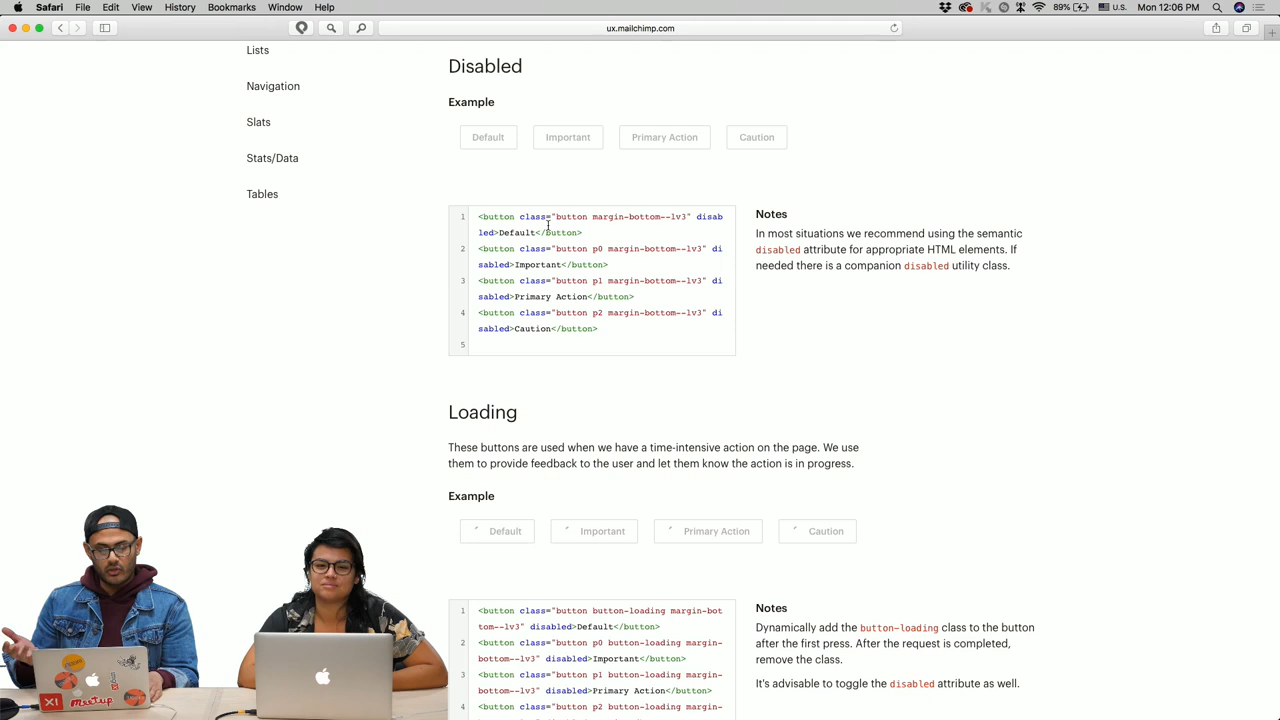 Safari File Edit View History Bookmarks Window Help
89% U.S. Mon 12:06 PM
ux.mailchimp.com
Lists
Navigation
Slats
Stats/Data
Tables
Disabled
Example
Default Important Primary Action Caution
1 <button class="button margin-bottom--lv3" disab
led>Default</button>
2 <button class="button p0 margin-bottom--lv3" di
sabled>Important</button>
3 <button class="button p1 margin-bottom--lv3" di
sabled>Primary Action</button>
4 <button class="button p2 margin-bottom--lv3" di
sabled>Caution</button>
5
Notes
In most situations we recommend using the semantic
disabled attribute for appropriate HTML elements. If
needed there is a companion disabled utility class.
Loading
These buttons are used when we have a time-intensive action on the page. We use
them to provide feedback to the user and let them know the action is in progress.
Example
Default Important Primary Action Caution
1 <button class="button button-loading margin-bot
tom--lv3" disabled>Default</button>
2 <button class="button p0 button-loading margin-
bottom--lv3" disabled>Important</button>
3 <button class="button p1 button-loading margin-
bottom--lv3" disabled>Primary Action</button>
4 <button class="button p2 button-loading margin-
Notes
Dynamically add the button-loading class to the button
after the first press. After the request is completed,
remove the class.
It's advisable to toggle the disabled attribute as well.
XI
meetup